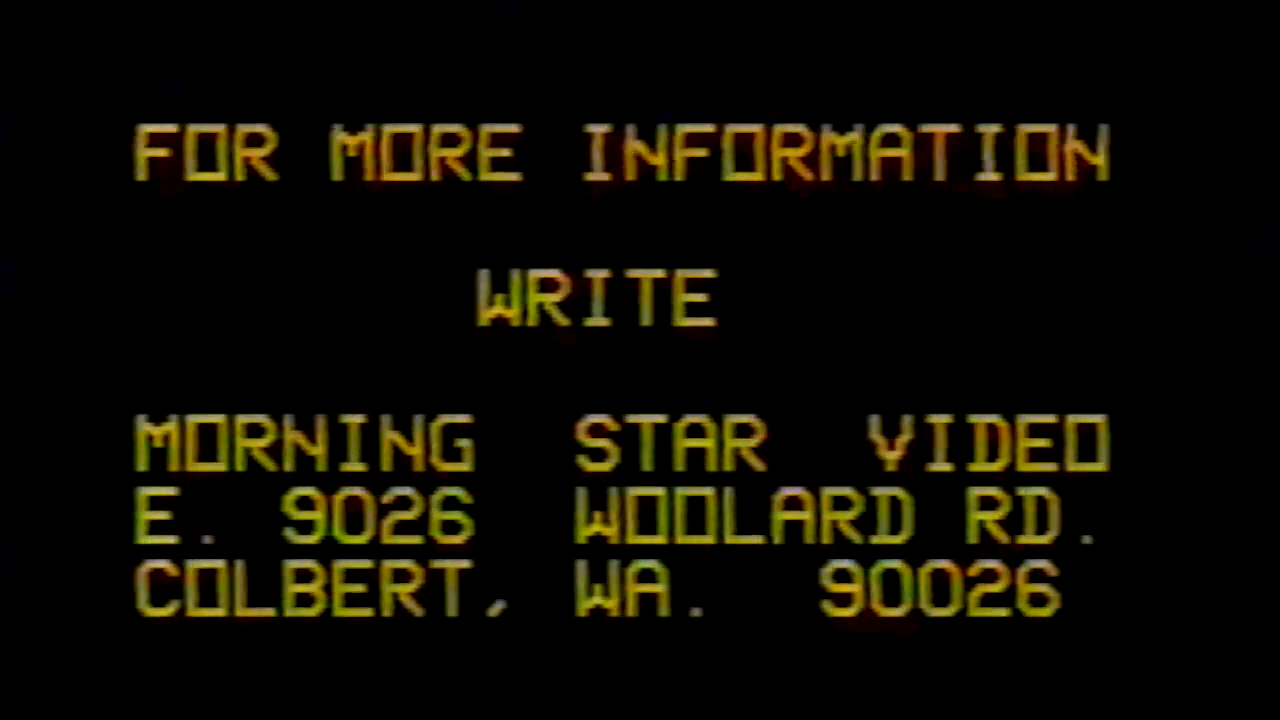 FOR MORE INFORMATION
WRITE
MORNING STAR VIDEO
E. 9026 WOOLARD RD.
COLBERT, WA. 90026